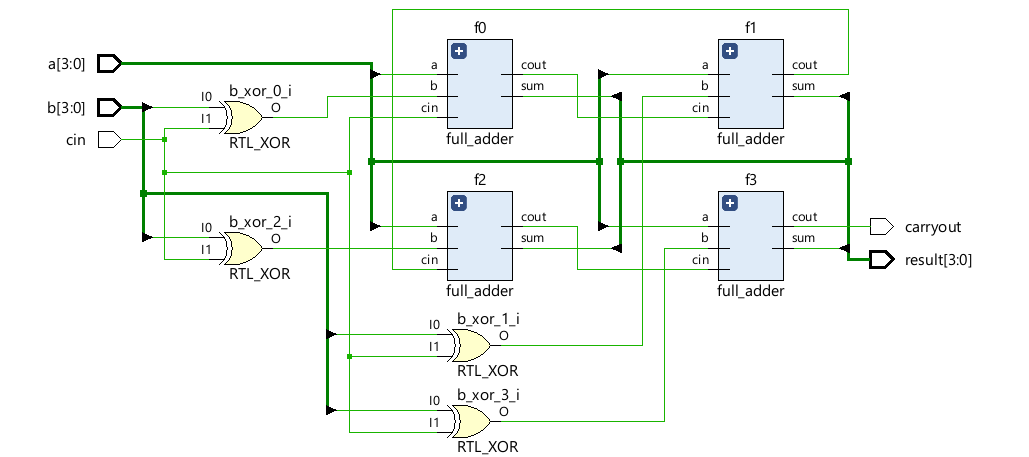 a[3:0]
b[3:0]
cin
I0
I1
b_xor_0_i
O
RTL_XOR
f0
a
b
cin
cout
sum
full_adder
f1
a
b
cin
cout
sum
full_adder
I0
I1
b_xor_2_i
O
RTL_XOR
f2
a
b
cin
cout
sum
full_adder
f3
a
b
cin
cout
sum
full_adder
carryout
result[3:0]
I0
I1
b_xor_1_i
O
RTL_XOR
I0
I1
b_xor_3_i
O
RTL_XOR